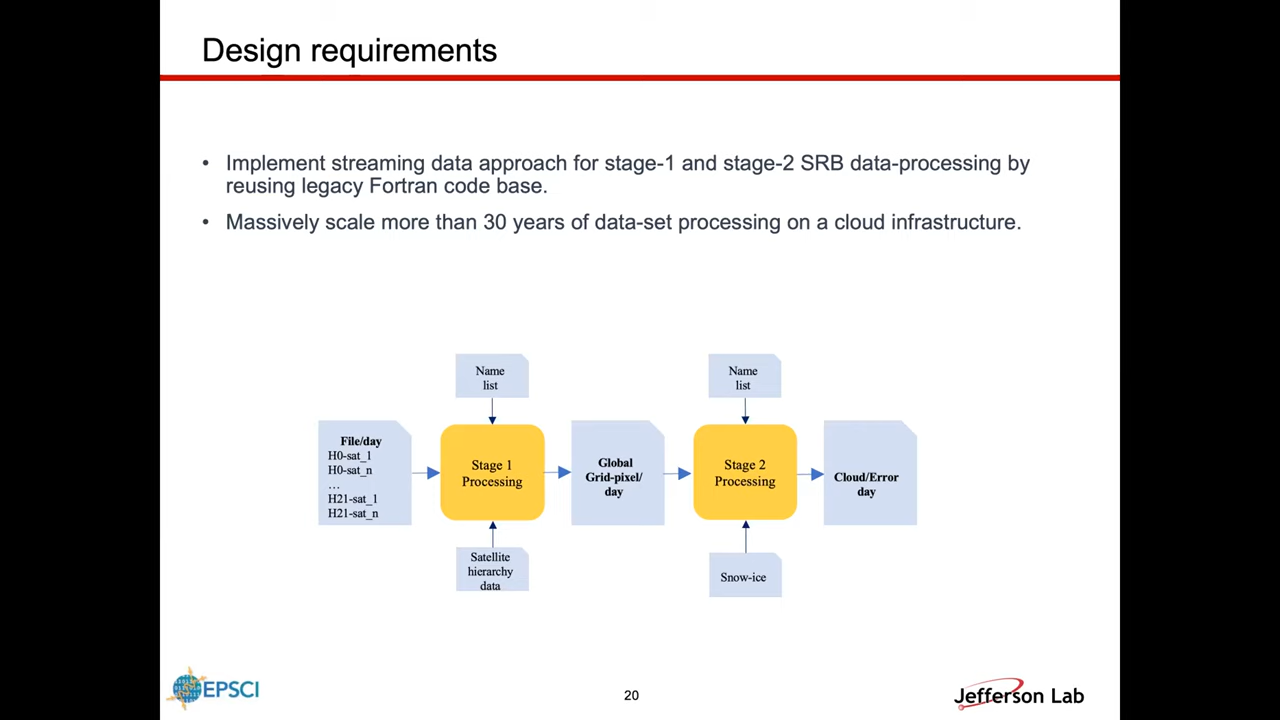 Design requirements
• Implement streaming data approach for stage-1 and stage-2 SRB data-processing by
reusing legacy Fortran code base.
• Massively scale more than 30 years of data-set processing on a cloud infrastructure.
Name
list
Name
list
File/day
H0-sat_1
H0-sat_n
...
H21-sat_1
H21-sat_n
Stage 1
Processing
Global
Grid-pixel/
day
Stage 2
Processing
Cloud/Error
day
Satellite
hierarchy
data
Snow-ice
EPSCI
20
Jefferson Lab